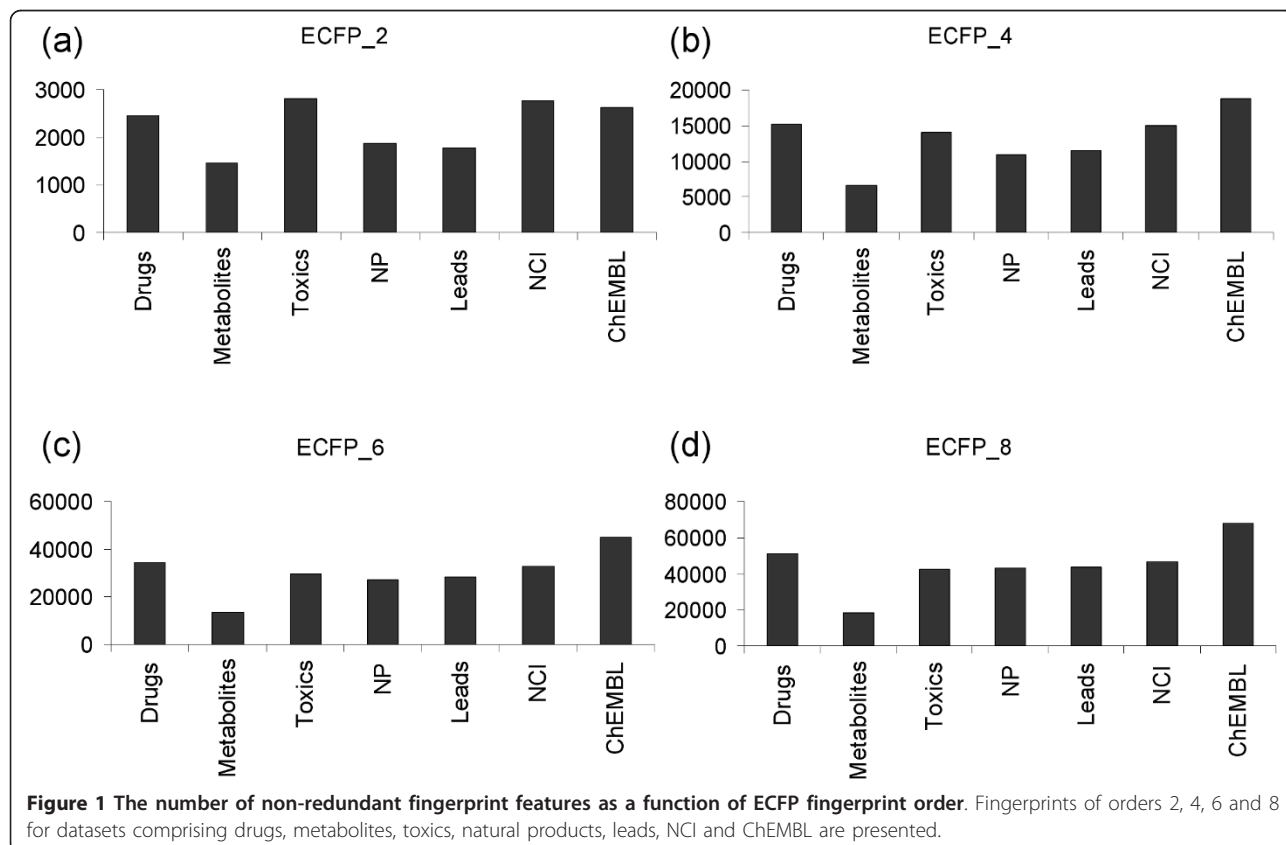 (a)
ECFP_2
3000
2000
1000
0
Drugs
Metabolites
Toxics
NP
Leads
NCI
ChEMBL
(b)
ECFP_4
20000
15000
10000
5000
0
Drugs
Metabolites
Toxics
NP
Leads
NCI
ChEMBL
(c)
ECFP_6
60000
40000
20000
0
Drugs
Metabolites
Toxics
NP
Leads
NCI
ChEMBL
(d)
ECFP_8
80000
60000
40000
20000
0
Drugs
Metabolites
Toxics
NP
Leads
NCI
ChEMBL
Figure 1 The number of non-redundant fingerprint features as a function of ECFP fingerprint order. Fingerprints of orders 2, 4, 6 and 8
for datasets comprising drugs, metabolites, toxics, natural products, leads, NCI and ChEMBL are presented.